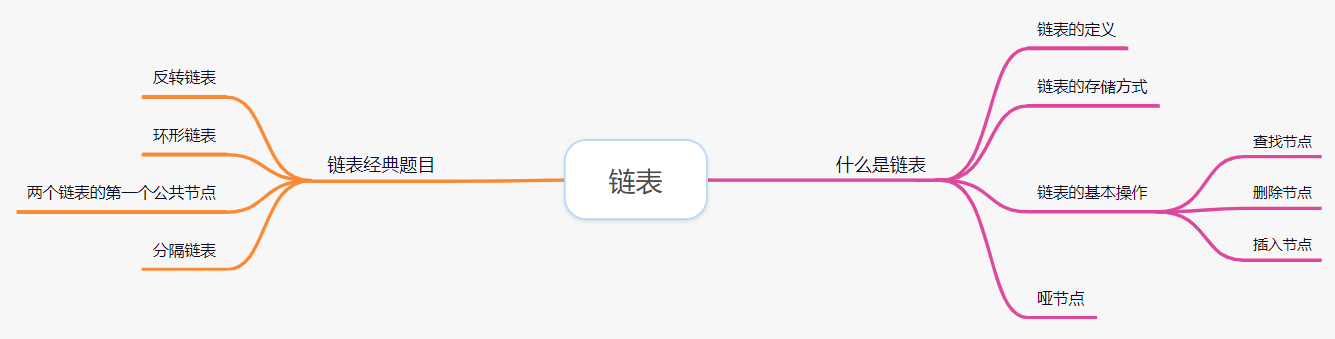 链表
什么是链表
链表的定义
链表的存储方式
链表的基本操作
查找节点
删除节点
插入节点
哑节点
链表经典题目
反转链表
环形链表
两个链表的第一个公共节点
分隔链表